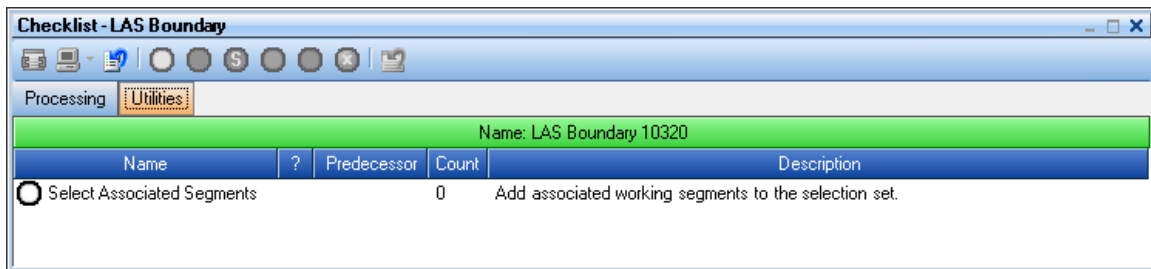 Checklist - LAS Boundary
S
Processing Utilities
Name: LAS Boundary 10320
Name ? Predecessor Count Description
Select Associated Segments 0 Add associated working segments to the selection set.